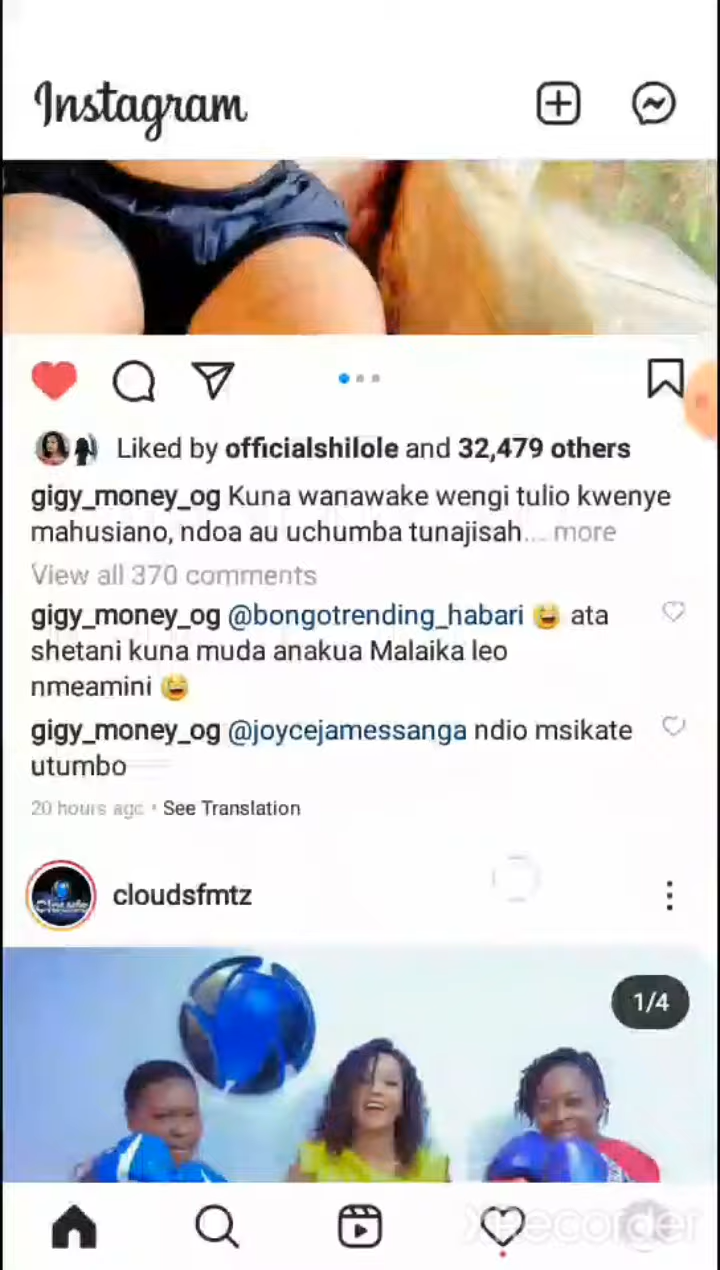 Instagram
Liked by officialshilole and 32,479 others
gigy_money_og Kuna wanawake wengi tulio kwenye
mahusiano, ndoa au uchumba tunajisah... more
View all 370 comments
gigy_money_og @bongotrending_habari 😅 ata
shetani kuna muda anakua Malaika leo
nmeamini 😅
gigy_money_og @joycejamessanga ndio msikate
utumbo
20 hours ago • See Translation
cloudsfmtz
1/4
XRecorder